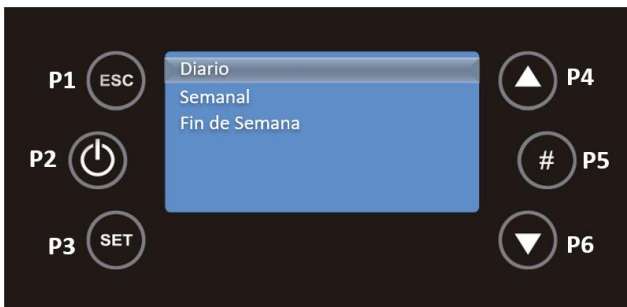 P1 ESC
P2
P3 SET
Diario
Semanal
Fin de Semana
P4
# P5
P6